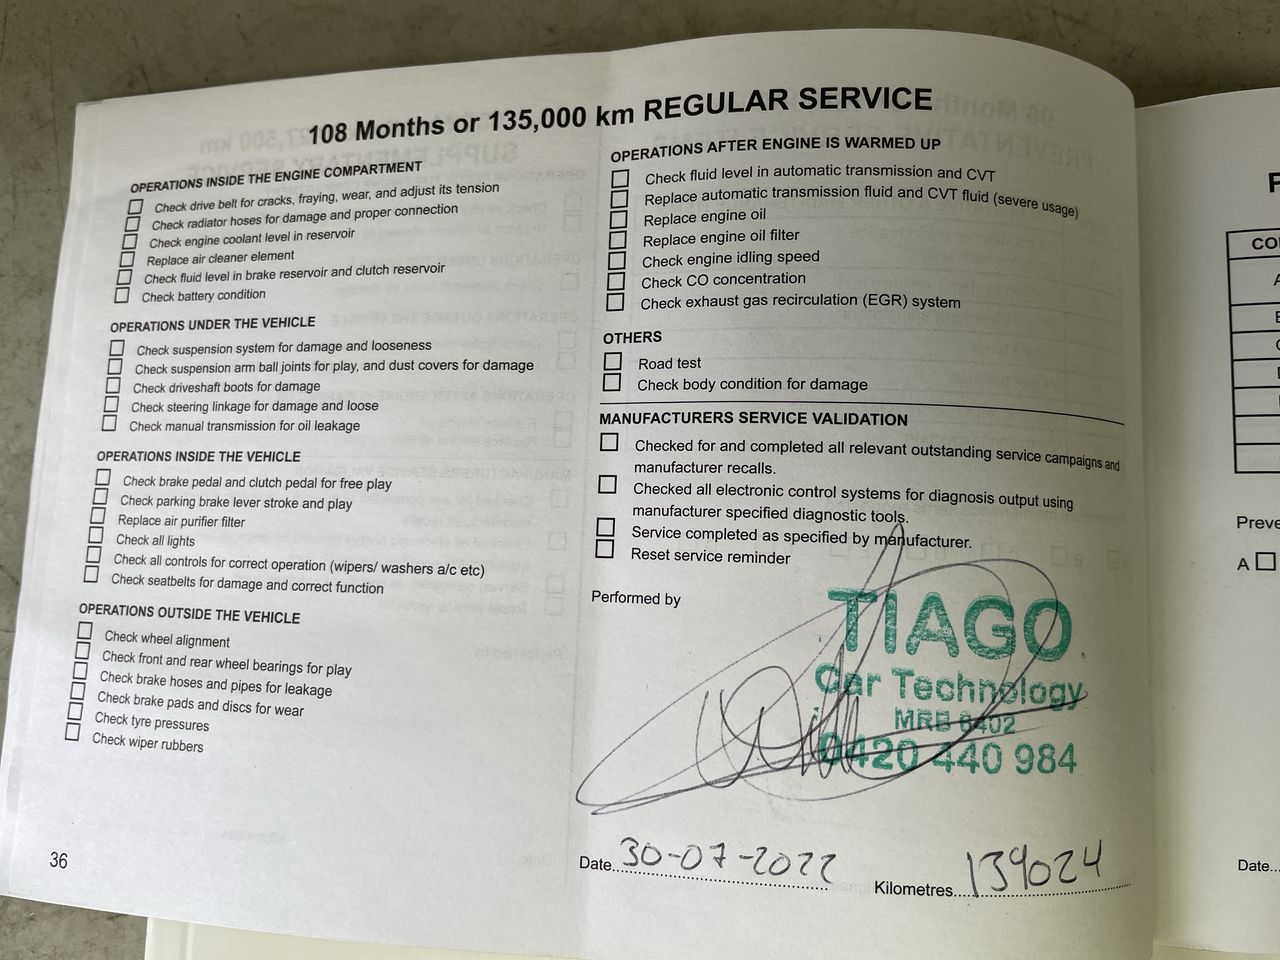 108 Months or 135,000 km REGULAR SERVICE
OPERATIONS INSIDE THE ENGINE COMPARTMENT
Check drive belt for cracks, fraying, wear, and adjust its tension
Check radiator hoses for damage and proper connection
Check engine coolant level in reservoir
Replace air cleaner element
Check fluid level in brake reservoir and clutch reservoir
Check battery condition
OPERATIONS UNDER THE VEHICLE
Check suspension system for damage and looseness
Check suspension arm ball joints for play, and dust covers for damage
Check driveshaft boots for damage
Check steering linkage for damage and loose
Check manual transmission for oil leakage
OPERATIONS INSIDE THE VEHICLE
Check brake pedal and clutch pedal for free play
Check parking brake lever stroke and play
Replace air purifier filter
Check all lights
Check all controls for correct operation (wipers/ washers a/c etc)
Check seatbelts for damage and correct function
OPERATIONS OUTSIDE THE VEHICLE
Check wheel alignment
Check front and rear wheel bearings for play
Check brake hoses and pipes for leakage
Check brake pads and discs for wear
Check tyre pressures
Check wiper rubbers
36
OPERATIONS AFTER ENGINE IS WARMED UP
Check fluid level in automatic transmission and CVT
Replace automatic transmission fluid and CVT fluid (severe usage)
Replace engine oil
Replace engine oil filter
Check engine idling speed
Check CO concentration
Check exhaust gas recirculation (EGR) system
OTHERS
Road test
Check body condition for damage
MANUFACTURERS SERVICE VALIDATION
Checked for and completed all relevant outstanding service campaigns and
manufacturer recalls.
Checked all electronic control systems for diagnosis output using
manufacturer specified diagnostic tools.
Service completed as specified by manufacturer.
Reset service reminder
Performed by
TIAGO
Car Technology
MRB 6402
0420 440 984
Date 30-07-2022
Kilometres 139024
CO
Preve
A
Date